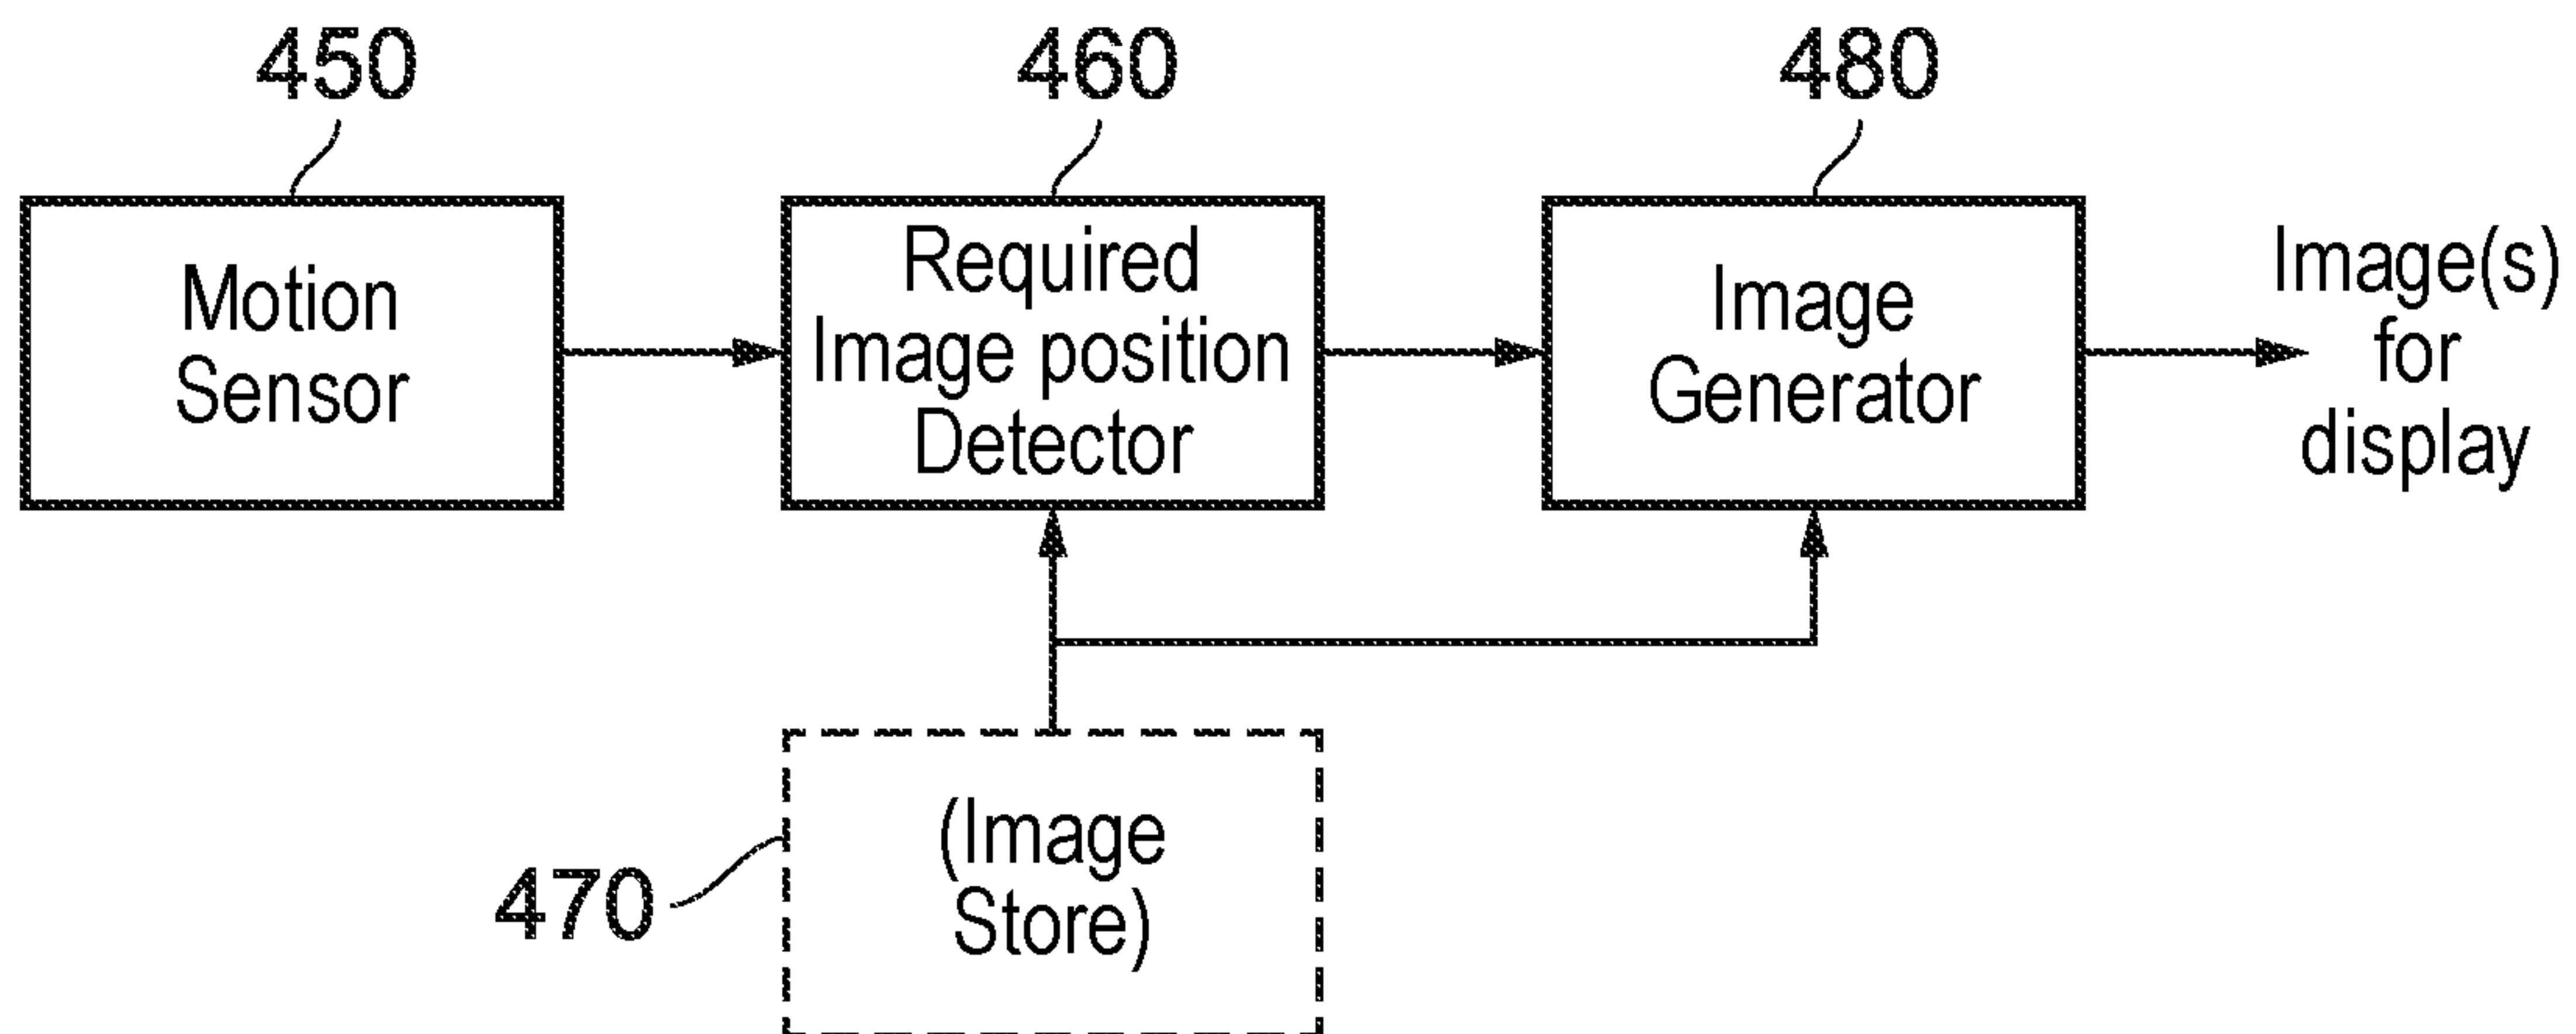 450
460
480
Motion
Sensor
Required
Image position
Detector
Image
Generator
Image(s)
for
display
470
(Image
Store)